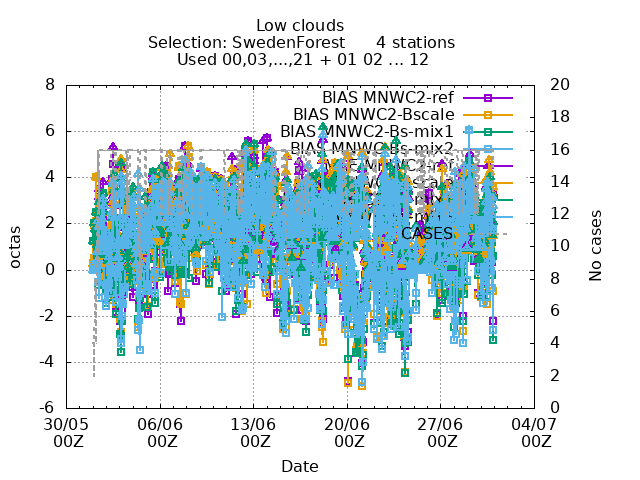 Low clouds
Selection: SwedenForest 4 stations
Used 00,03,...,21 + 01 02 ... 12
8 20
18
6 16
4 14
12
2 10
0 8
6
-2 4
-4 2
-6 0
BIAS MNWC2-ref
BIAS MNWC2-Bscale
BIAS MNWC2-Bs-mix1
BIAS MNWC2-Bs-mix2
CASES
octas
No cases
30/05 06/06 13/06 20/06 27/06 04/07
00Z 00Z 00Z 00Z 00Z 00Z
Date